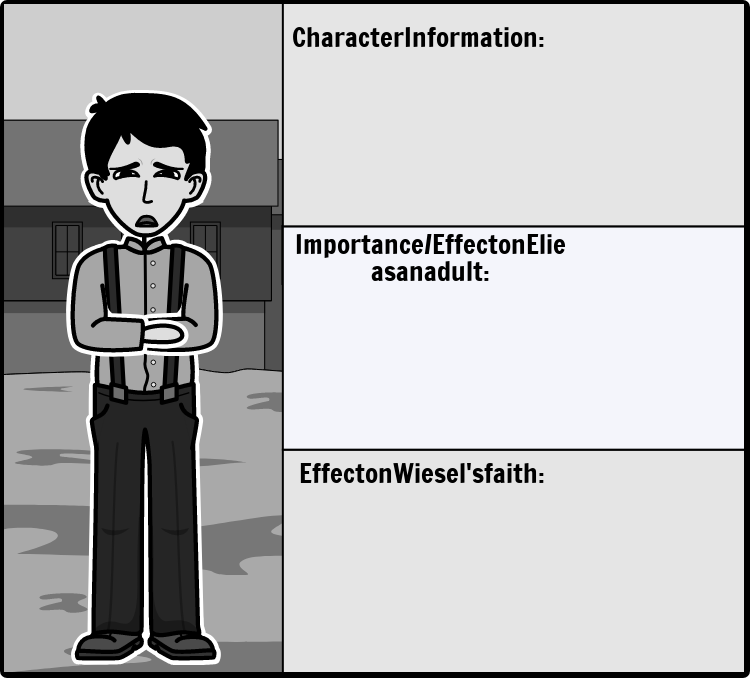 CharacterInformation:
Importance/EffectonElie
asanadult:
EffectonWiesel'sfaith: